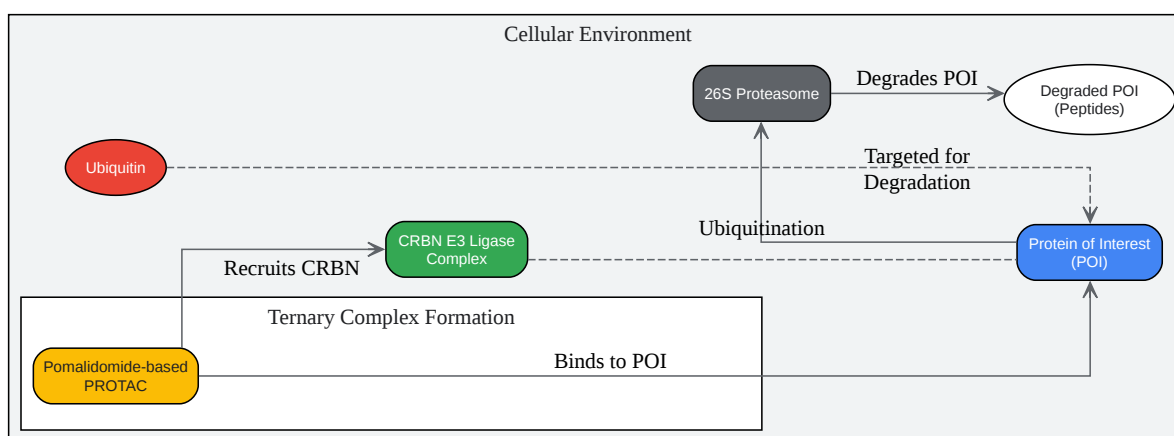 Cellular Environment
26S Proteasome
Degrades POI
Degraded POI
(Peptides)
Ubiquitin
Targeted for
Degradation
Ubiquitination
CRBN E3 Ligase
Complex
Protein of Interest
(POI)
Recruits CRBN
Ternary Complex Formation
Pomalidomide-based
PROTAC
Binds to POI